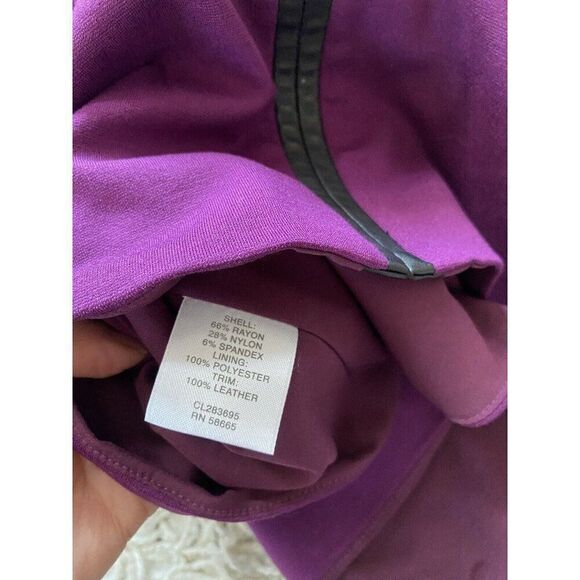 SHELL:
66% RAYON
28% NYLON
6% SPANDEX
LINING:
100% POLYESTER
TRIM:
100% LEATHER
CL283695
RN 58665